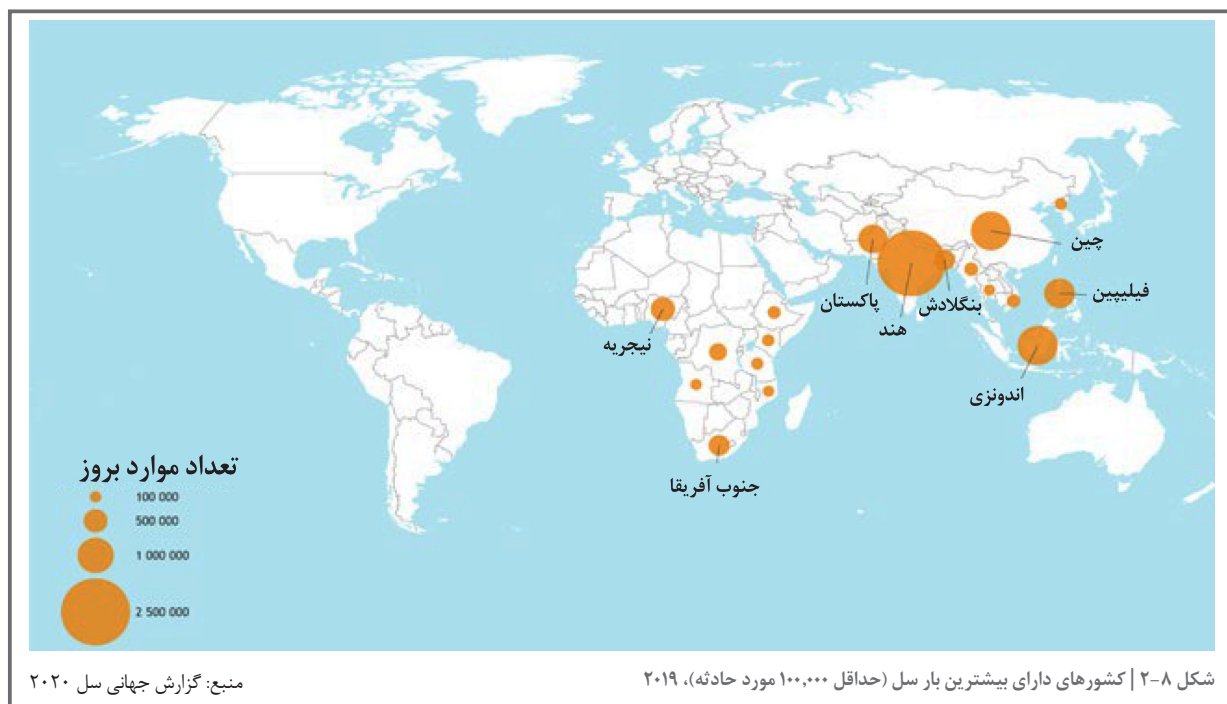 چین
فیلیپین
بنگلادش
پاکستان
هند
نیجریه
اندونزی
جنوب آفریقا
تعداد موارد بروز
100 000
500 000
1 000 000
2 500 000
شکل ۸-۲ | کشورهای دارای بیشترین بار سل (حداقل ۱۰۰,۰۰۰ مورد حادثه)، ۲۰۱۹
منبع: گزارش جهانی سل ۲۰۲۰